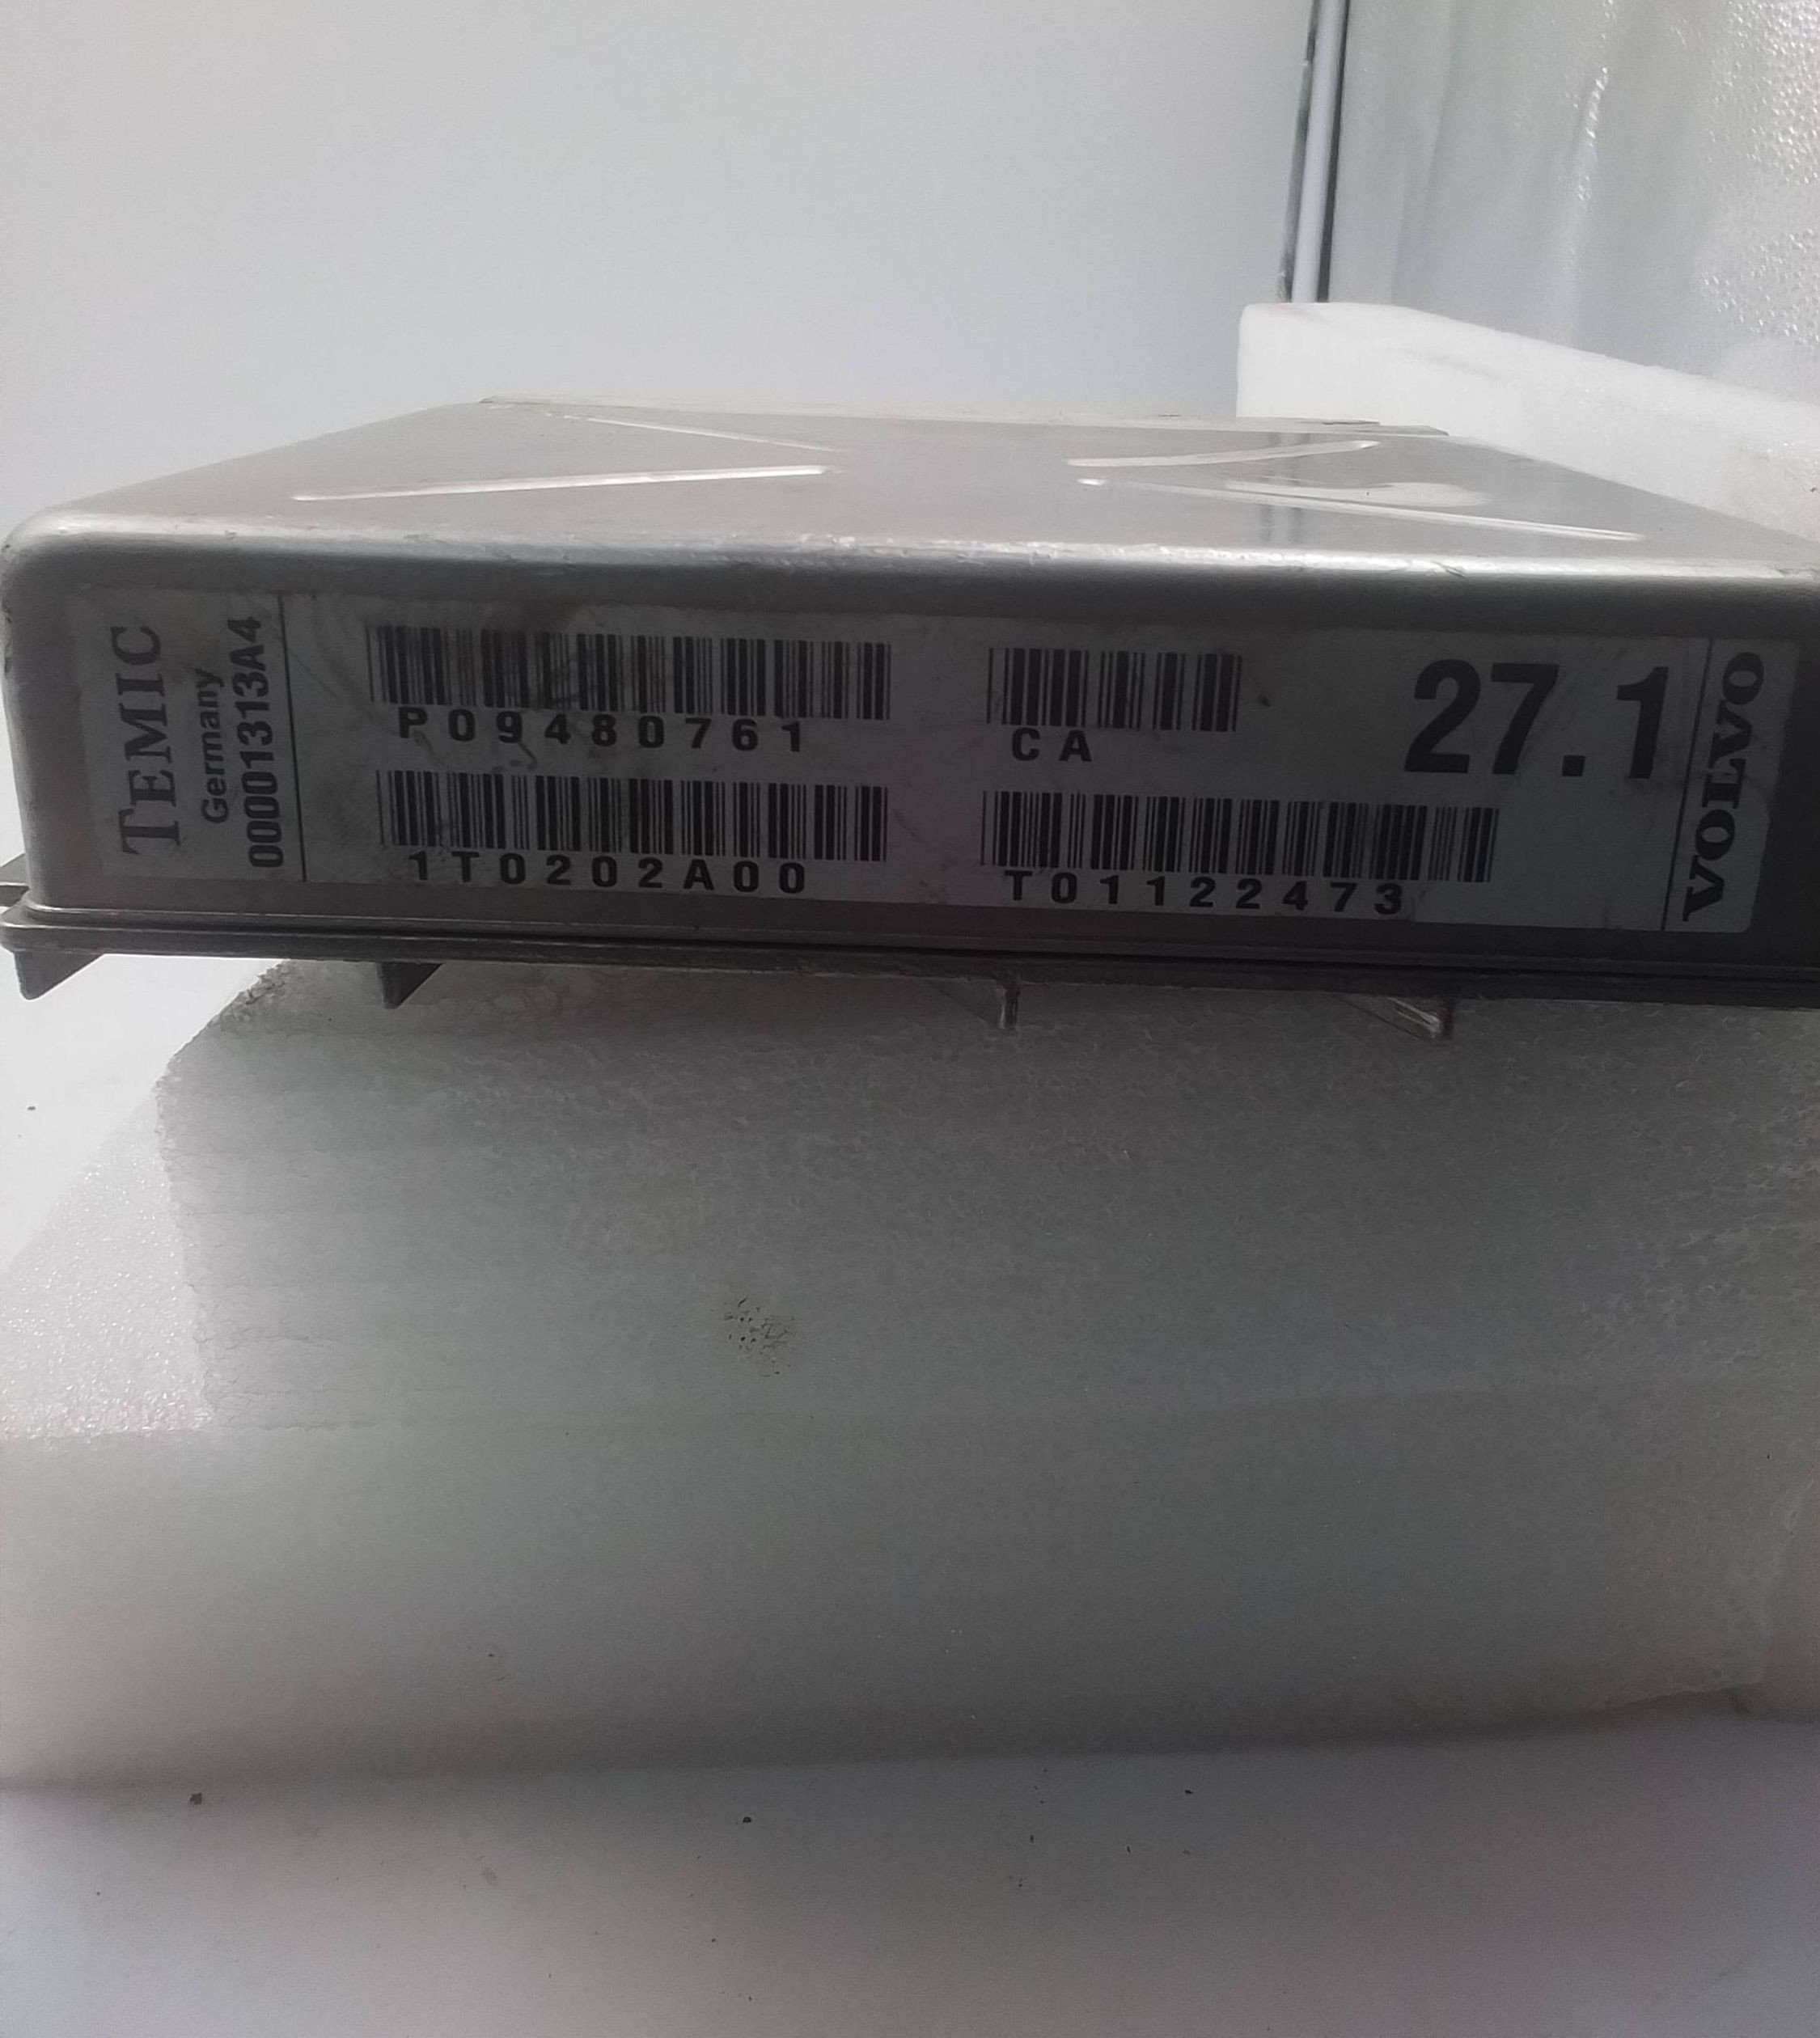 TEMIC
Germany
00001313A4
P09480761
CA
27.1
1T0202A00
T01122473
VOLVO